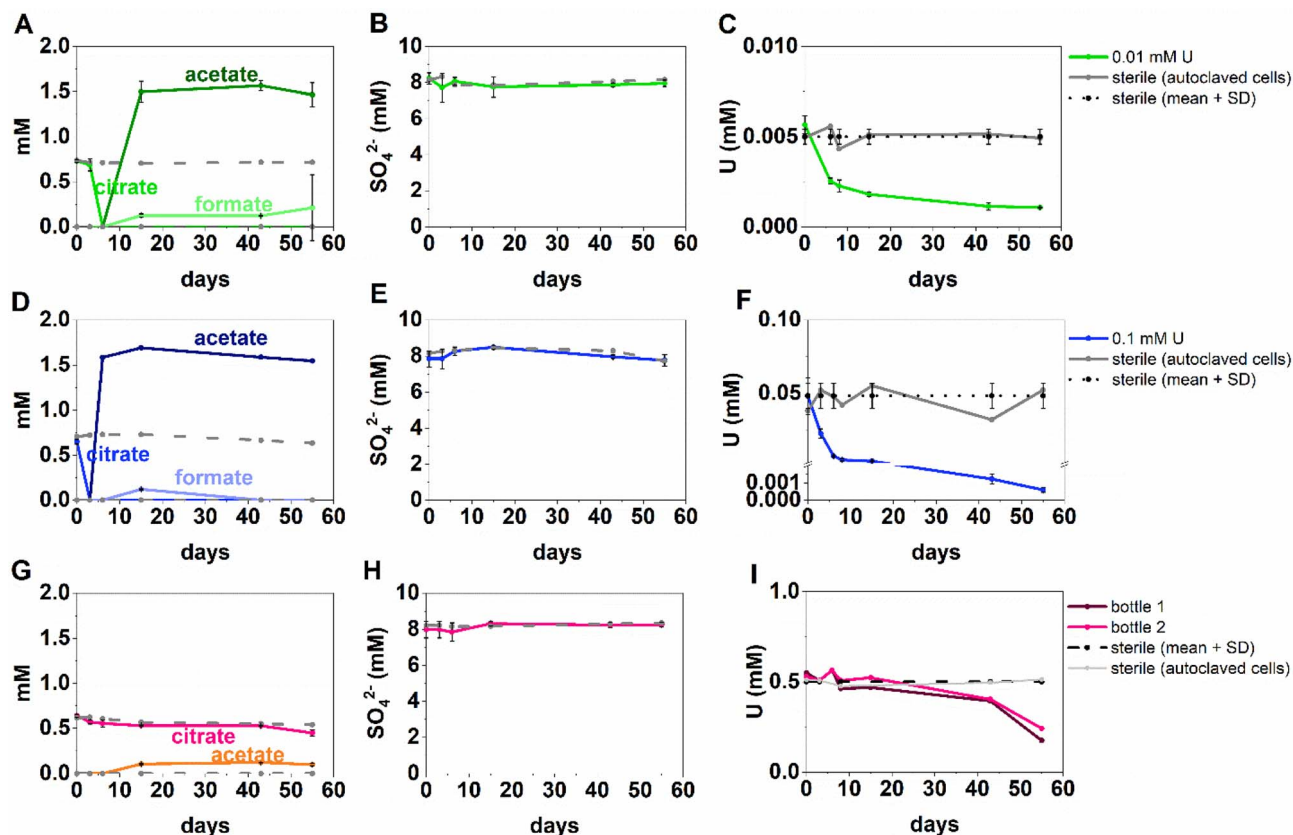 A
2.0
1.5
1.0
0.5
0.0
mM
acetate
citrate
formate
0 10 20 30 40 50 60
days
B
10
8
6
4
2
0
SO₄²⁻ (mM)
0 10 20 30 40 50 60
days
C
0.010
0.005
0.000
U (mM)
0 10 20 30 40 50 60
days
0.01 mM U
sterile (autoclaved cells)
sterile (mean + SD)
D
2.0
1.5
1.0
0.5
0.0
mM
acetate
citrate
formate
0 10 20 30 40 50 60
days
E
10
8
6
4
2
0
SO₄²⁻ (mM)
0 10 20 30 40 50 60
days
F
0.10
0.05
0.001
0.000
U (mM)
0 10 20 30 40 50 60
days
0.1 mM U
sterile (autoclaved cells)
sterile (mean + SD)
G
2.0
1.5
1.0
0.5
0.0
mM
citrate
acetate
0 10 20 30 40 50 60
days
H
10
8
6
4
2
0
SO₄²⁻ (mM)
0 10 20 30 40 50 60
days
I
1.0
0.5
0.0
U (mM)
0 10 20 30 40 50 60
days
bottle 1
bottle 2
sterile (mean + SD)
sterile (autoclaved cells)